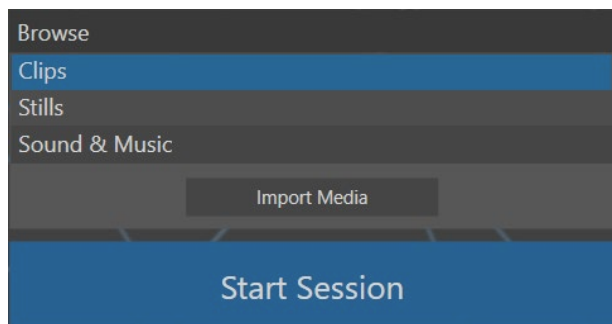 Browse
Clips
Stills
Sound & Music
Import Media
Start Session